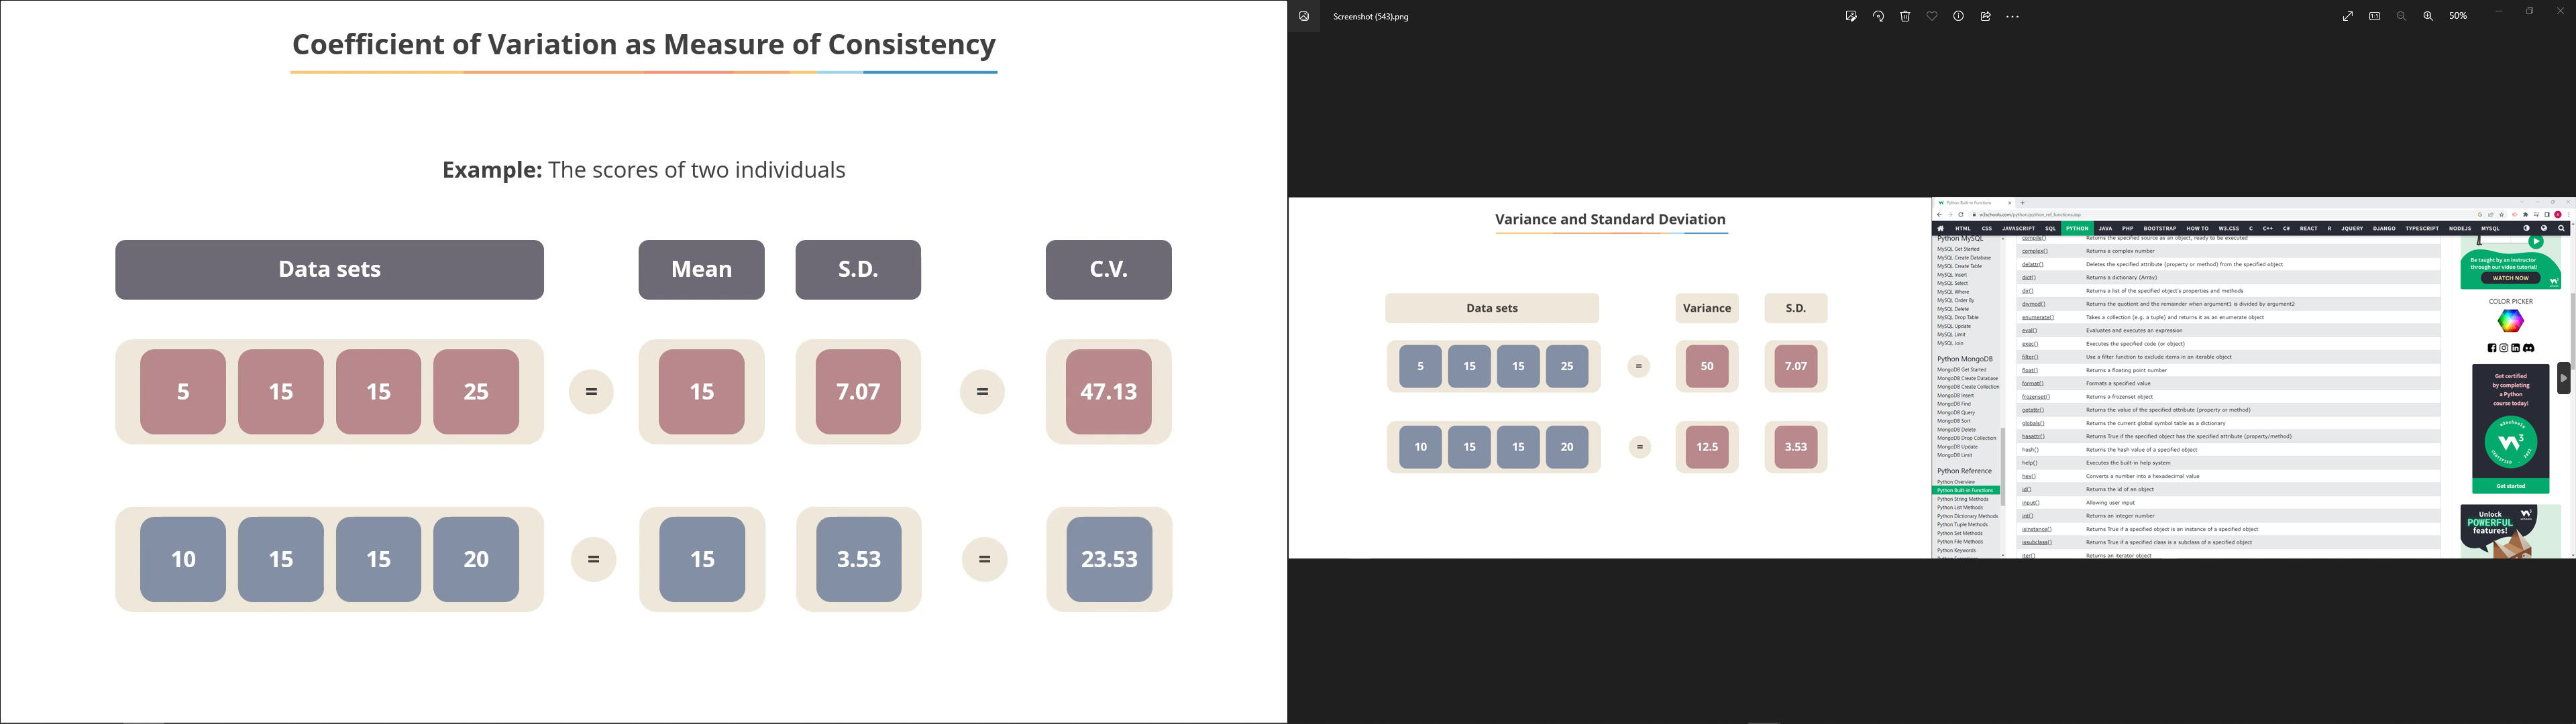 Coefficient of Variation as Measure of Consistency
Example: The scores of two individuals
Data sets Mean S.D. C.V.
5 15 15 25 = 15 7.07 = 47.13
10 15 15 20 = 15 3.53 = 23.53
Screenshot (543).png
50%
Variance and Standard Deviation
Data sets Variance S.D.
5 15 15 25 = 50 7.07
10 15 15 20 = 12.5 3.53
Python Built-in Functions
w3schools.com/python/python_ref_functions.asp
HTML CSS JAVASCRIPT SQL PYTHON JAVA PHP BOOTSTRAP HOW TO W3.CSS C C++ C# REACT R JQUERY DJANGO TYPESCRIPT NODEJS MYSQL
Python MySQL
MySQL Get Started
MySQL Create Database
MySQL Create Table
MySQL Insert
MySQL Select
MySQL Where
MySQL Order By
MySQL Delete
MySQL Drop Table
MySQL Update
MySQL Limit
MySQL Join
Python MongoDB
MongoDB Get Started
MongoDB Create Database
MongoDB Create Collection
MongoDB Insert
MongoDB Find
MongoDB Query
MongoDB Sort
MongoDB Delete
MongoDB Drop Collection
MongoDB Update
MongoDB Limit
Python Reference
Python Overview
Python Built-in Functions
Python String Methods
Python List Methods
Python Dictionary Methods
Python Tuple Methods
Python Set Methods
Python File Methods
Python Keywords
compile() Returns the specified source as an object, ready to be executed
complex() Returns a complex number
delattr() Deletes the specified attribute (property or method) from the specified object
dict() Returns a dictionary (Array)
dir() Returns a list of the specified object's properties and methods
divmod() Returns the quotient and the remainder when argument1 is divided by argument2
enumerate() Takes a collection (e.g. a tuple) and returns it as an enumerate object
eval() Evaluates and executes an expression
exec() Executes the specified code (or object)
filter() Use a filter function to exclude items in an iterable object
float() Returns a floating point number
format() Formats a specified value
frozenset() Returns a frozenset object
getattr() Returns the value of the specified attribute (property or method)
globals() Returns the current global symbol table as a dictionary
hasattr() Returns True if the specified object has the specified attribute (property/method)
hash() Returns the hash value of a specified object
help() Executes the built-in help system
hex() Converts a number into a hexadecimal value
id() Returns the id of an object
input() Allowing user input
int() Returns an integer number
isinstance() Returns True if a specified object is an instance of a specified object
issubclass() Returns True if a specified class is a subclass of a specified object
iter() Returns an iterator object
Be taught by an instructor
through our video tutorial!
WATCH NOW
COLOR PICKER
Get certified
by completing
a Python
course today!
w3schools
CERTIFIED
Get started
Unlock
POWERFUL
features!